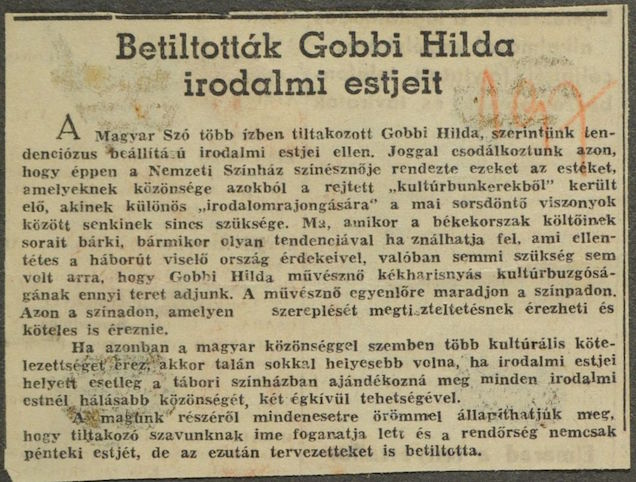 Betiltották Gobbi Hilda
irodalmi estjeit
A Magyar Szó több ízben tiltakozott Gobbi Hilda, szerintünk ten-
denciózus beállítá ú irodalmi estjei ellen. Joggal csodálkoztunk azon,
hogy éppen a Nemzeti Színház színésznője rendezte ezeket az estéket,
amelyeknek közönsége azokból a rejtett „kultúrbunkerekből" került
elő, akinek különös „irodalomrajongására" a mai sorsdöntő viszonyok
között senkinek sincs szüksége. Ma, amikor a békekorszak költőinek
sorait bárki, bármikor olyan tendenciával ha ználhatja fel, ami ellen-
tétes a háborút viselő ország érdekeivel, valóban semmi szükség sem
volt arra, hogy Gobbi Hilda művésznő kékharisnyás kultúrbuzgósá-
gának ennyi teret adjunk. A művésznő egyenlőre maradjon a színpadon.
Azon a színadon, amelyen szereplését megti zteltetésnek érezheti és
köteles is éreznie.
Ha azonban a magyar közönséggel szemben több kultúrális köte-
lezettséget érez, akkor talán sokkal helyesebb volna, ha irodalmi estjei
helyett esetleg a tábori színházban ajándékozná meg minden irodalmi
estnél hálásabb közönségét, két égkívül tehetségével.
A magunk részéről mindenesetre örömmel állapíthatjuk meg,
hogy tiltakozó szavunknak ime foganatja lett és a rendőrség nemcsak
pénteki estjét, de az ezután tervezetteket is betiltotta.